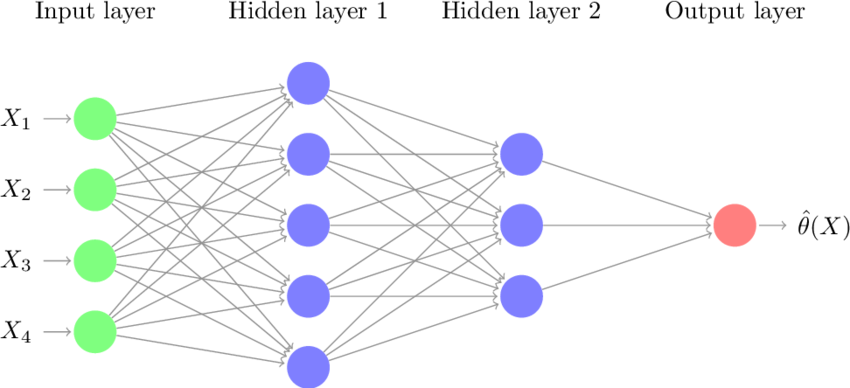 Input layer Hidden layer 1 Hidden layer 2 Output layer
X₁
X₂
X₃
X₄
θ̂(X)